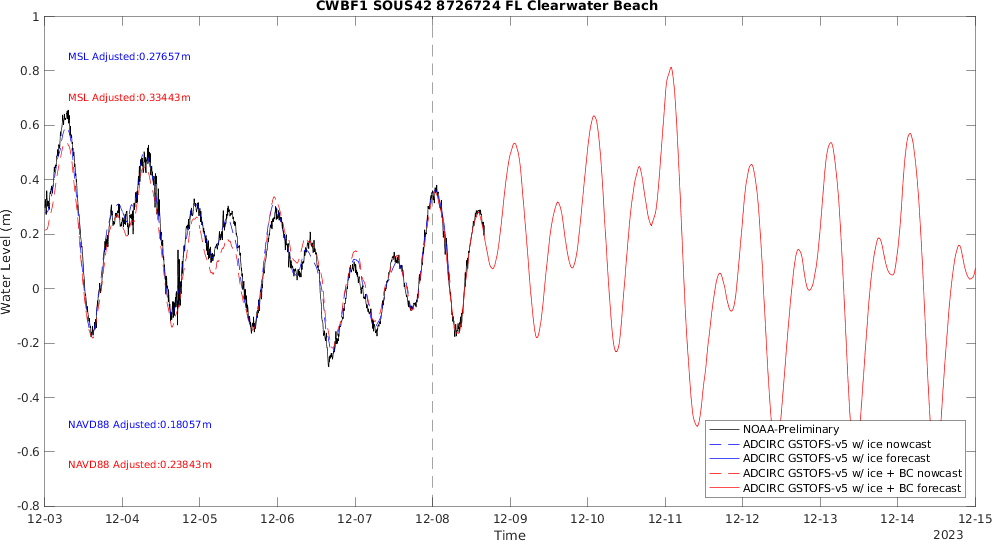 CWBF1 SOUS42 8726724 FL Clearwater Beach
1
0.8
0.6
0.4
0.2
0
-0.2
-0.4
-0.6
-0.8
Water Level (m)
MSL Adjusted:0.27657m
MSL Adjusted:0.33443m
NAVD88 Adjusted:0.18057m
NAVD88 Adjusted:0.23843m
NOAA-Preliminary
ADCIRC GSTOFS-v5 w/ ice nowcast
ADCIRC GSTOFS-v5 w/ ice forecast
ADCIRC GSTOFS-v5 w/ ice + BC nowcast
ADCIRC GSTOFS-v5 w/ ice + BC forecast
12-03 12-04 12-05 12-06 12-07 12-08 12-09 12-10 12-11 12-12 12-13 12-14 12-15
Time
2023